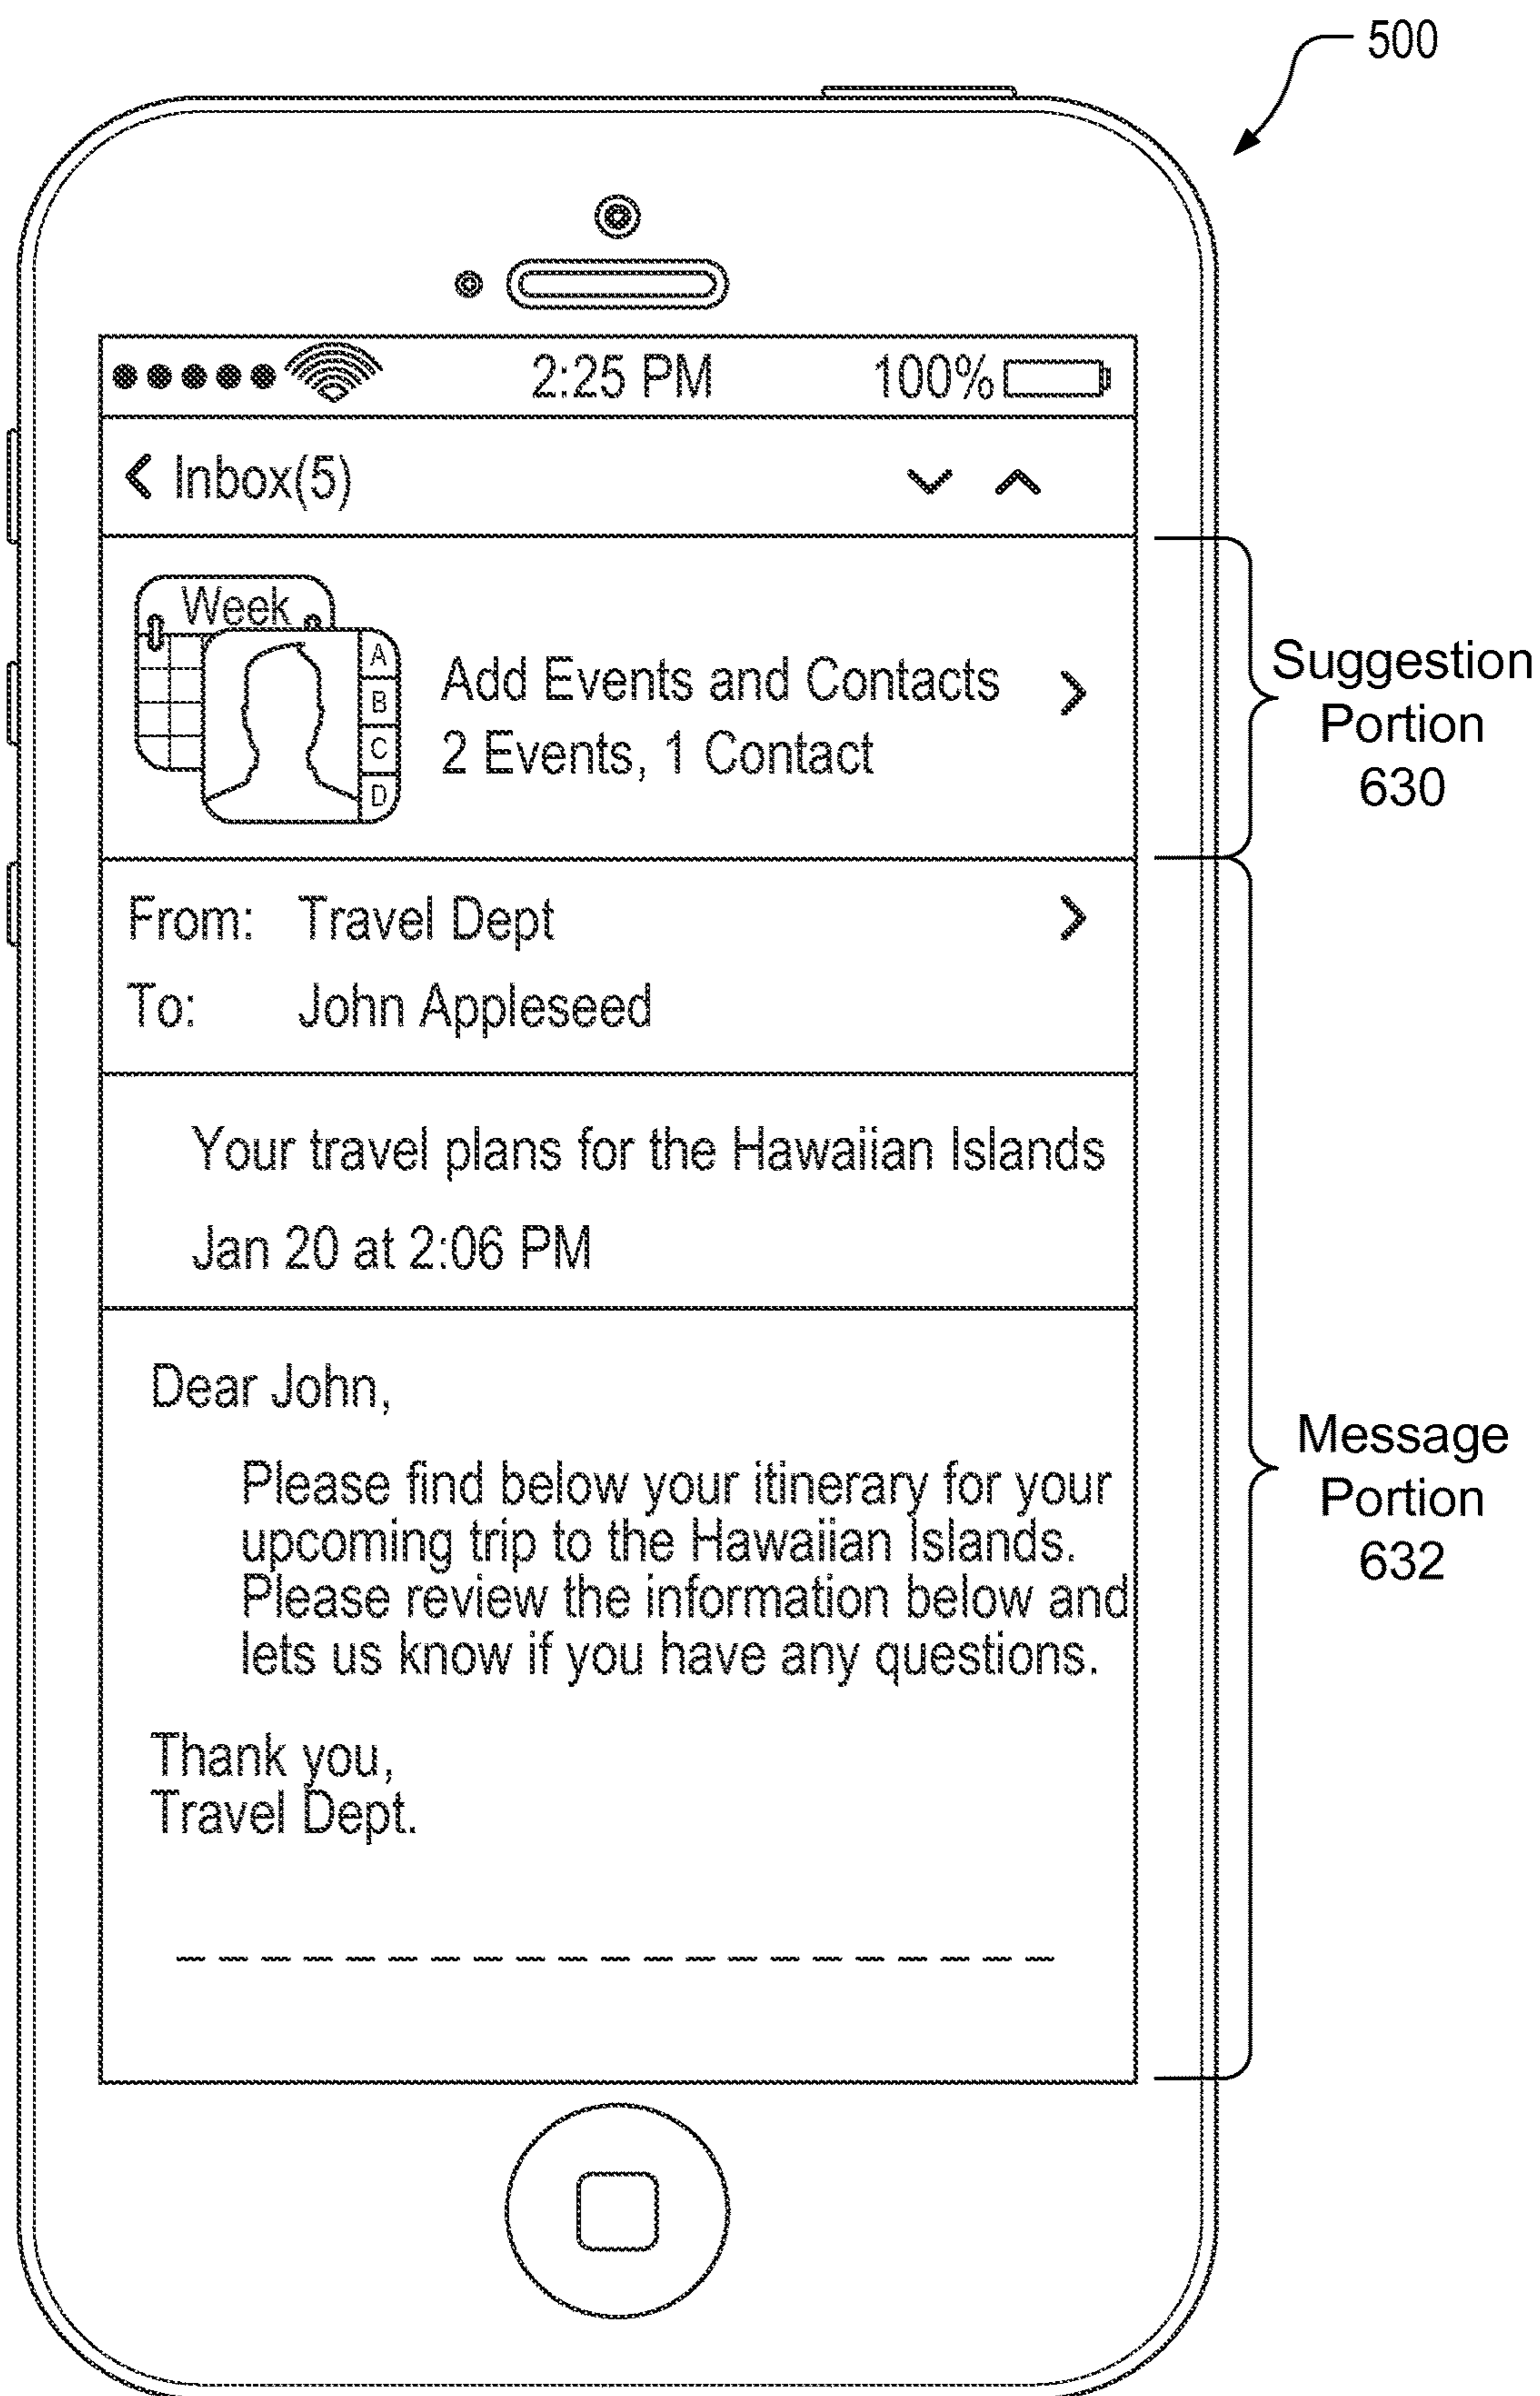 500
2:25 PM 100%
Inbox(5)
Week
A
B
C
D
Add Events and Contacts
2 Events, 1 Contact
Suggestion
Portion
630
From: Travel Dept
To: John Appleseed
Your travel plans for the Hawaiian Islands
Jan 20 at 2:06 PM
Dear John,
Please find below your itinerary for your
upcoming trip to the Hawaiian Islands.
Please review the information below and
lets us know if you have any questions.
Thank you,
Travel Dept.
Message
Portion
632